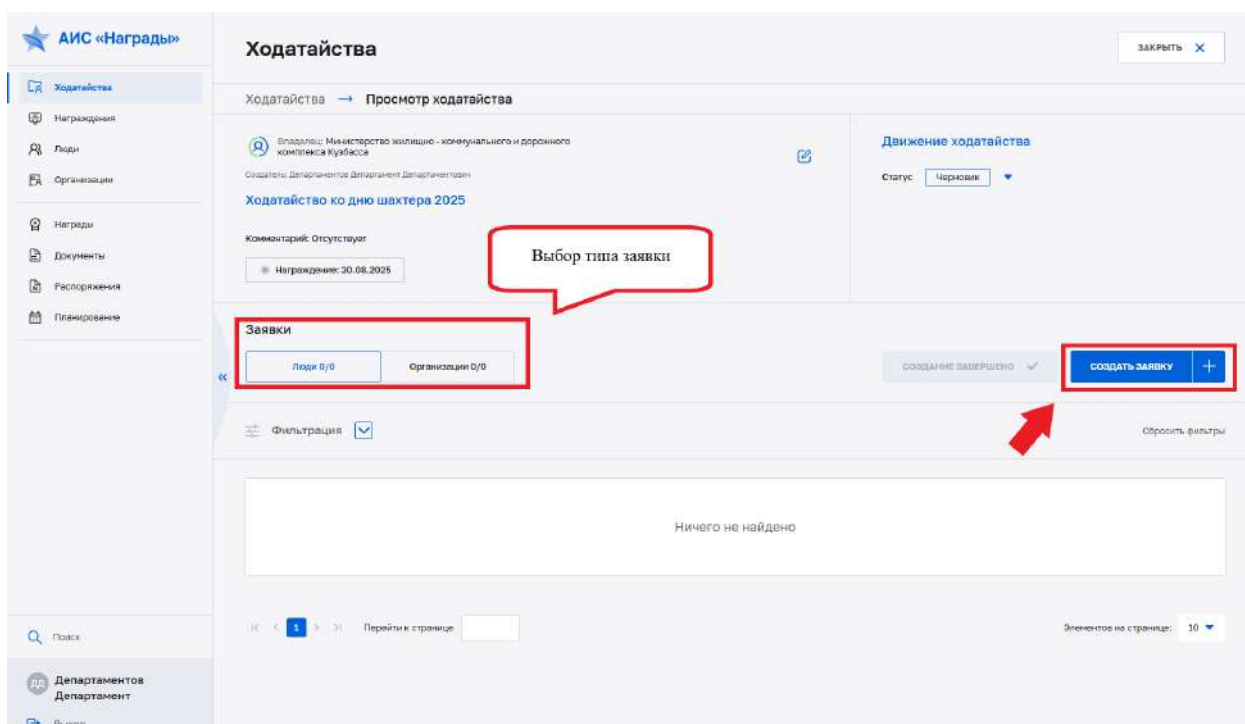 АИС «Награды»
Ходатайства
Награждения
Люди
Организации
Награды
Документы
Распоряжения
Планирование
Поиск
Департаментов
Департамент
Выход
Ходатайства
ЗАКРЫТЬ
Ходатайства → Просмотр ходатайства
Владелец: Министерство жилищно - коммунального и дорожного
комплекса Кузбасса
Создатель: Департаментов Департамент Департаментович
Ходатайство ко дню шахтера 2025
Комментарий: Отсутствует
Награждение: 30.08.2025
Движение ходатайства
Статус Черновик
Выбор типа заявки
Заявки
Люди 0/0 Организации 0/0
СОЗДАНИЕ ЗАВЕРШЕНО
СОЗДАТЬ ЗАЯВКУ
Фильтрация
Сбросить фильтры
Ничего не найдено
1 Перейти к странице
Элементов на странице: 10